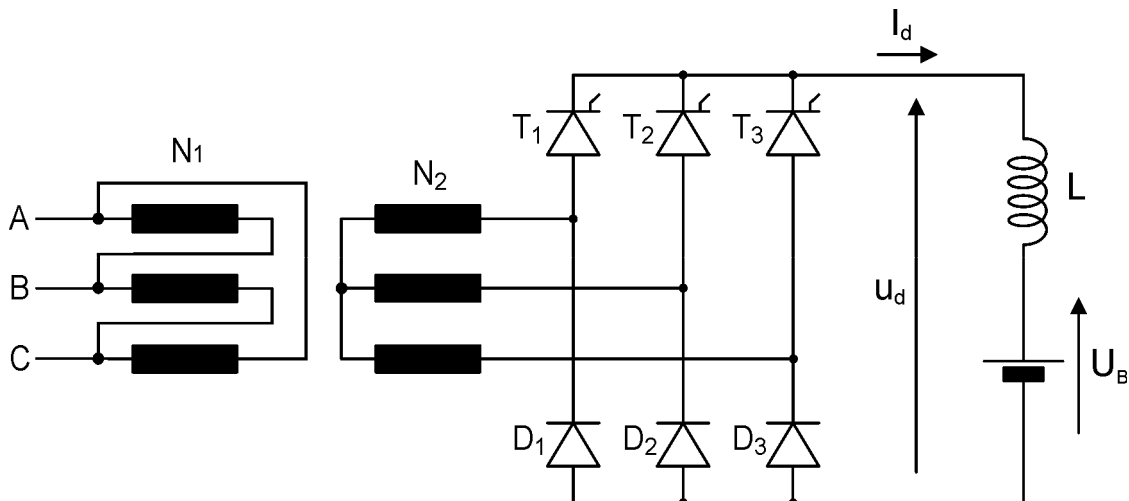 I_d
T₁
T₂
T₃
N₁
N₂
A
B
C
L
u_d
U_B
D₁
D₂
D₃